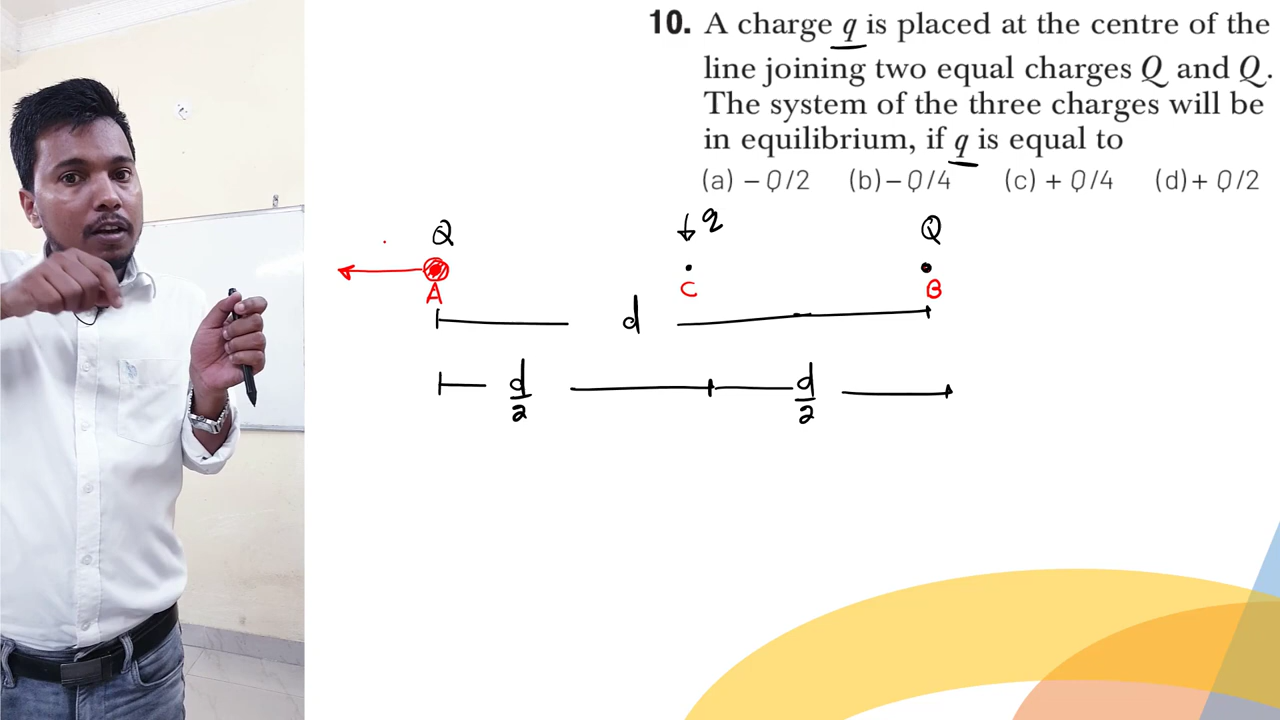 10. A charge q is placed at the centre of the
line joining two equal charges Q and Q.
The system of the three charges will be
in equilibrium, if q is equal to
(a) – Q/2 (b) – Q/4 (c) + Q/4 (d) + Q/2
Q q Q
A C B
d
d/2 d/2